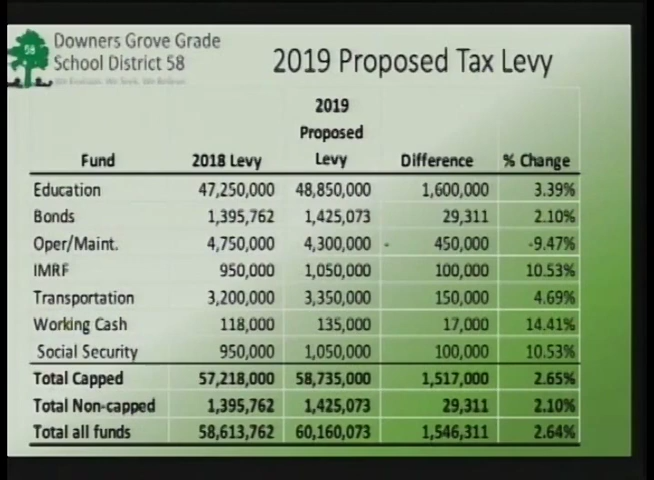 58
Downers Grove Grade
School District 58
2019 Proposed Tax Levy
Fund 2018 Levy 2019 Proposed Levy Difference % Change
Education 47,250,000 48,850,000 1,600,000 3.39%
Bonds 1,395,762 1,425,073 29,311 2.10%
Oper/Maint. 4,750,000 4,300,000 - 450,000 -9.47%
IMRF 950,000 1,050,000 100,000 10.53%
Transportation 3,200,000 3,350,000 150,000 4.69%
Working Cash 118,000 135,000 17,000 14.41%
Social Security 950,000 1,050,000 100,000 10.53%
Total Capped 57,218,000 58,735,000 1,517,000 2.65%
Total Non-capped 1,395,762 1,425,073 29,311 2.10%
Total all funds 58,613,762 60,160,073 1,546,311 2.64%